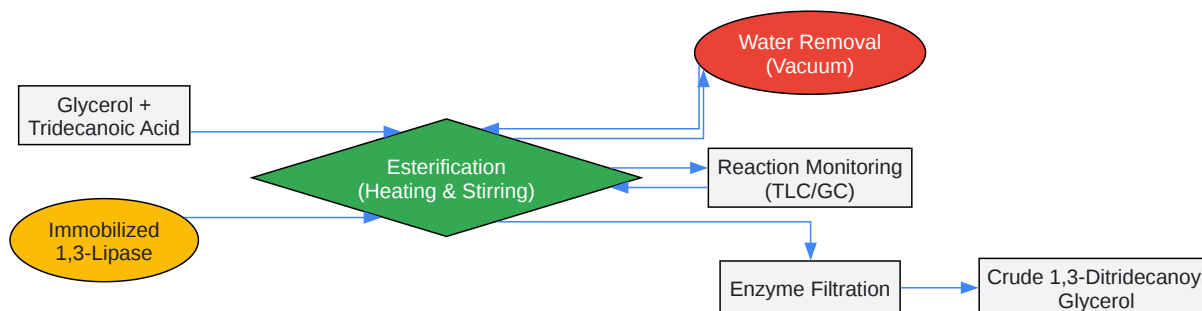 Water Removal
(Vacuum)
Glycerol +
Tridecanoic Acid
Esterification
(Heating & Stirring)
Reaction Monitoring
(TLC/GC)
Immobilized
1,3-Lipase
Enzyme Filtration
Crude 1,3-Ditridecanoy
Glycerol